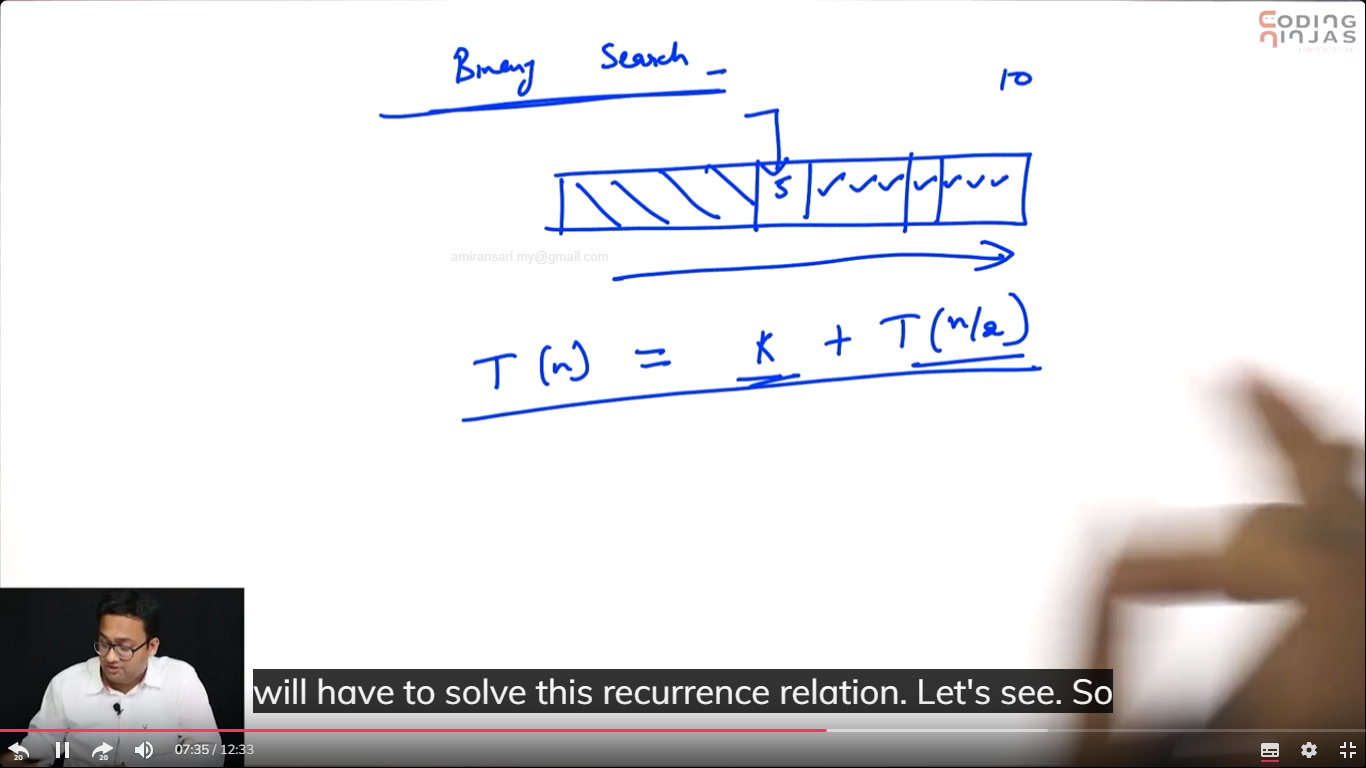 CODING
NINJAS
Binary Search
10
5
amiransari.my@gmail.com
T(n) = K + T(n/2)
will have to solve this recurrence relation. Let's see. So
20 20 07:35 / 12:33